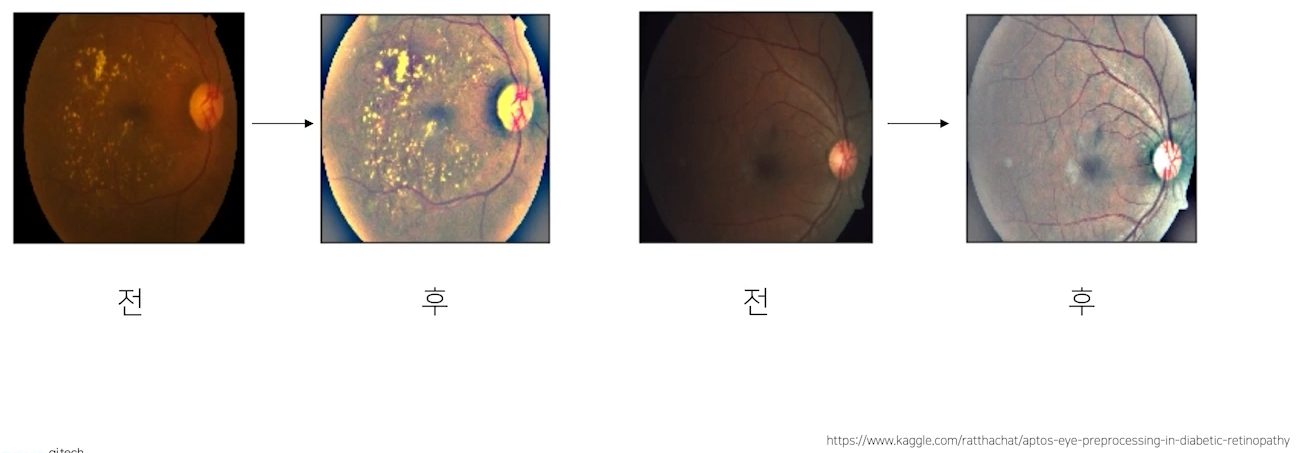 전
후
전
후
https://www.kaggle.com/ratthachat/aptos-eye-preprocessing-in-diabetic-retinopathy